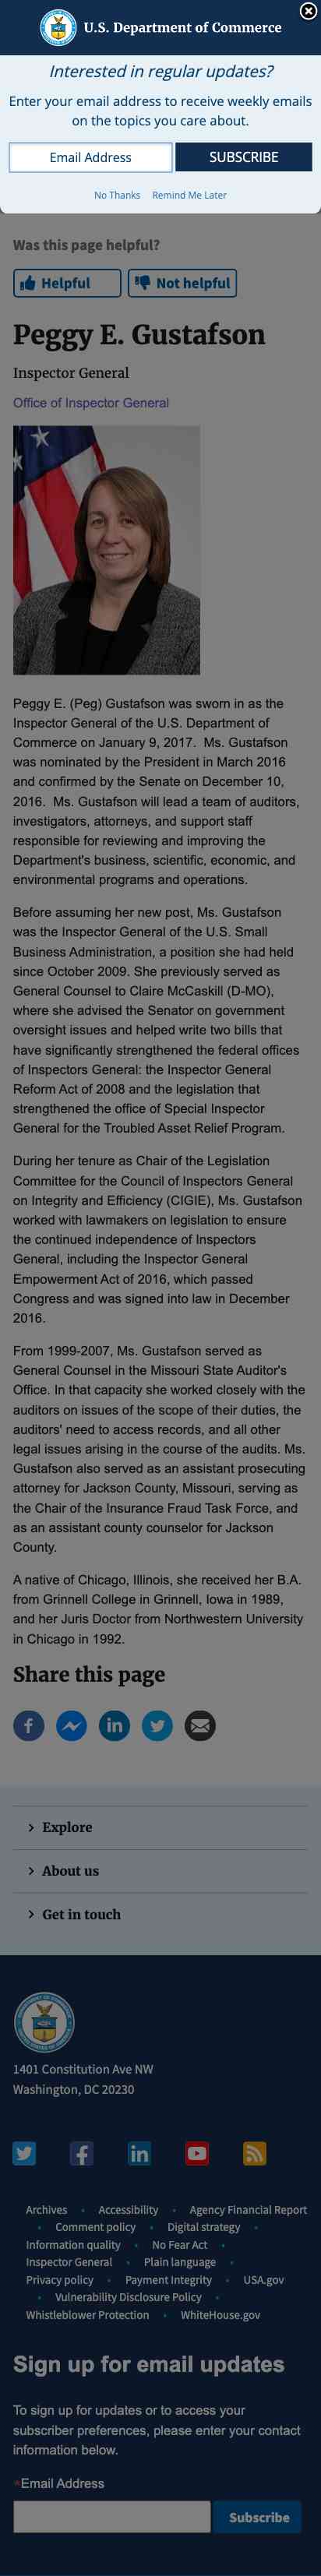 U.S. Department of Commerce
Interested in regular updates?
Enter your email address to receive weekly emails
on the topics you care about.
Email Address
SUBSCRIBE
No Thanks Remind Me Later
Was this page helpful?
Helpful
Not helpful
Peggy E. Gustafson
Inspector General
Office of Inspector General
Peggy E. (Peg) Gustafson was sworn in as the
Inspector General of the U.S. Department of
Commerce on January 9, 2017.  Ms. Gustafson
was nominated by the President in March 2016
and confirmed by the Senate on December 10,
2016.  Ms. Gustafson will lead a team of auditors,
investigators, attorneys, and support staff
responsible for reviewing and improving the
Department's business, scientific, economic, and
environmental programs and operations.
Before assuming her new post, Ms. Gustafson
was the Inspector General of the U.S. Small
Business Administration, a position she had held
since October 2009. She previously served as
General Counsel to Claire McCaskill (D-MO),
where she advised the Senator on government
oversight issues and helped write two bills that
have significantly strengthened the federal offices
of Inspectors General: the Inspector General
Reform Act of 2008 and the legislation that
strengthened the office of Special Inspector
General for the Troubled Asset Relief Program.
During her tenure as Chair of the Legislation
Committee for the Council of Inspectors General
on Integrity and Efficiency (CIGIE), Ms. Gustafson
worked with lawmakers on legislation to ensure
the continued independence of Inspectors
General, including the Inspector General
Empowerment Act of 2016, which passed
Congress and was signed into law in December
2016.
From 1999-2007, Ms. Gustafson served as
General Counsel in the Missouri State Auditor's
Office. In that capacity she worked closely with the
auditors on issues of the scope of their duties, the
auditors' need to access records, and all other
legal issues arising in the course of the audits. Ms.
Gustafson also served as an assistant prosecuting
attorney for Jackson County, Missouri, serving as
the Chair of the Insurance Fraud Task Force, and
as an assistant county counselor for Jackson
County.
A native of Chicago, Illinois, she received her B.A.
from Grinnell College in Grinnell, Iowa in 1989,
and her Juris Doctor from Northwestern University
in Chicago in 1992.
Share this page
Explore
About us
Get in touch
1401 Constitution Ave NW
Washington, DC 20230
Archives • Accessibility • Agency Financial Report
• Comment policy • Digital strategy •
Information quality • No Fear Act •
Inspector General • Plain language •
Privacy policy • Payment Integrity • USA.gov
• Vulnerability Disclosure Policy •
Whistleblower Protection • WhiteHouse.gov
Sign up for email updates
To sign up for updates or to access your
subscriber preferences, please enter your contact
information below.
*Email Address
Subscribe